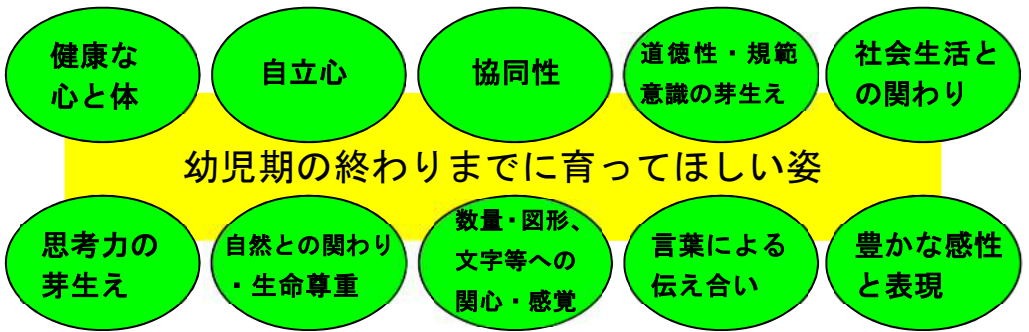 健康な
心と体
自立心
協同性
道徳性・規範
意識の芽生え
社会生活と
の関わり
幼児期の終わりまでに育ってほしい姿
思考力の
芽生え
自然との関わり
・生命尊重
数量・図形、
文字等への
関心・感覚
言葉による
伝え合い
豊かな感性
と表現